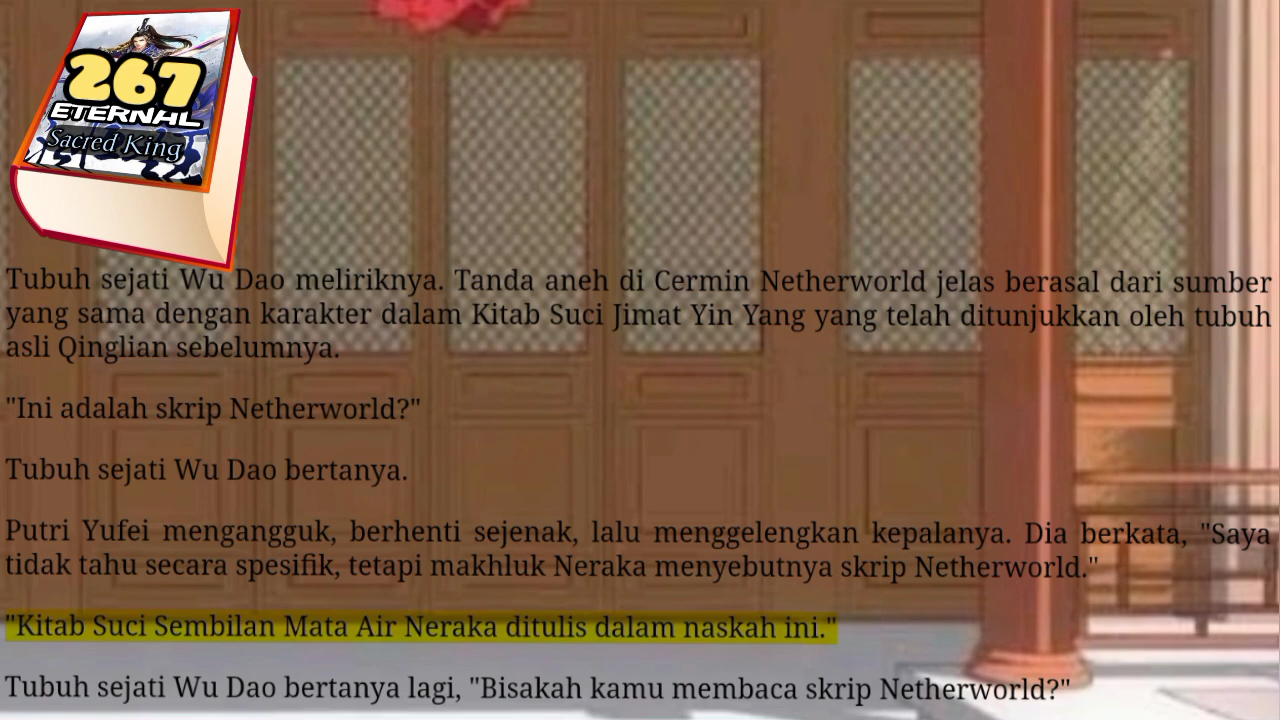 267
ETERNAL
Sacred King
Tubuh sejati Wu Dao meliriknya. Tanda aneh di Cermin Netherworld jelas berasal dari sumber
yang sama dengan karakter dalam Kitab Suci Jimat Yin Yang yang telah ditunjukkan oleh tubuh
asli Qinglian sebelumnya.
"Ini adalah skrip Netherworld?"
Tubuh sejati Wu Dao bertanya.
Putri Yufei mengangguk, berhenti sejenak, lalu menggelengkan kepalanya. Dia berkata, "Saya
tidak tahu secara spesifik, tetapi makhluk Neraka menyebutnya skrip Netherworld."
"Kitab Suci Sembilan Mata Air Neraka ditulis dalam naskah ini."
Tubuh sejati Wu Dao bertanya lagi, "Bisakah kamu membaca skrip Netherworld?"